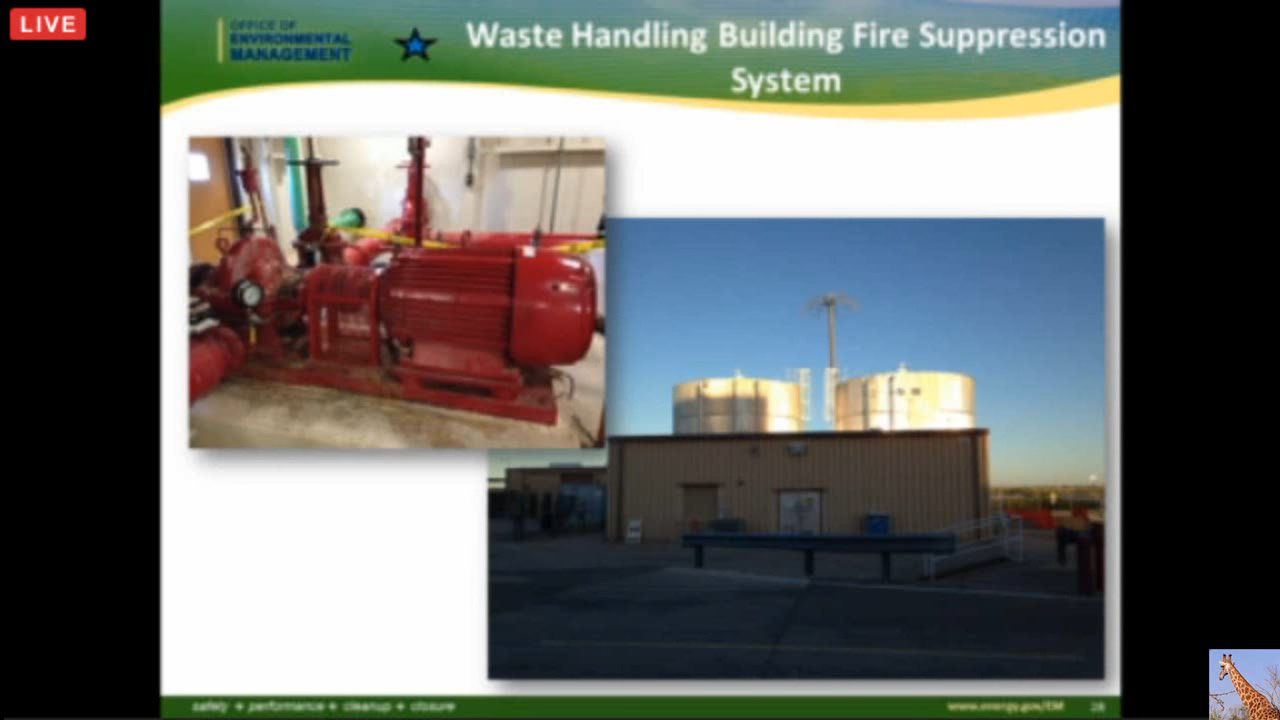 LIVE
OFFICE OF
ENVIRONMENTAL
MANAGEMENT
Waste Handling Building Fire Suppression
System
safety + performance + cleanup + closure
www.energy.gov/EM